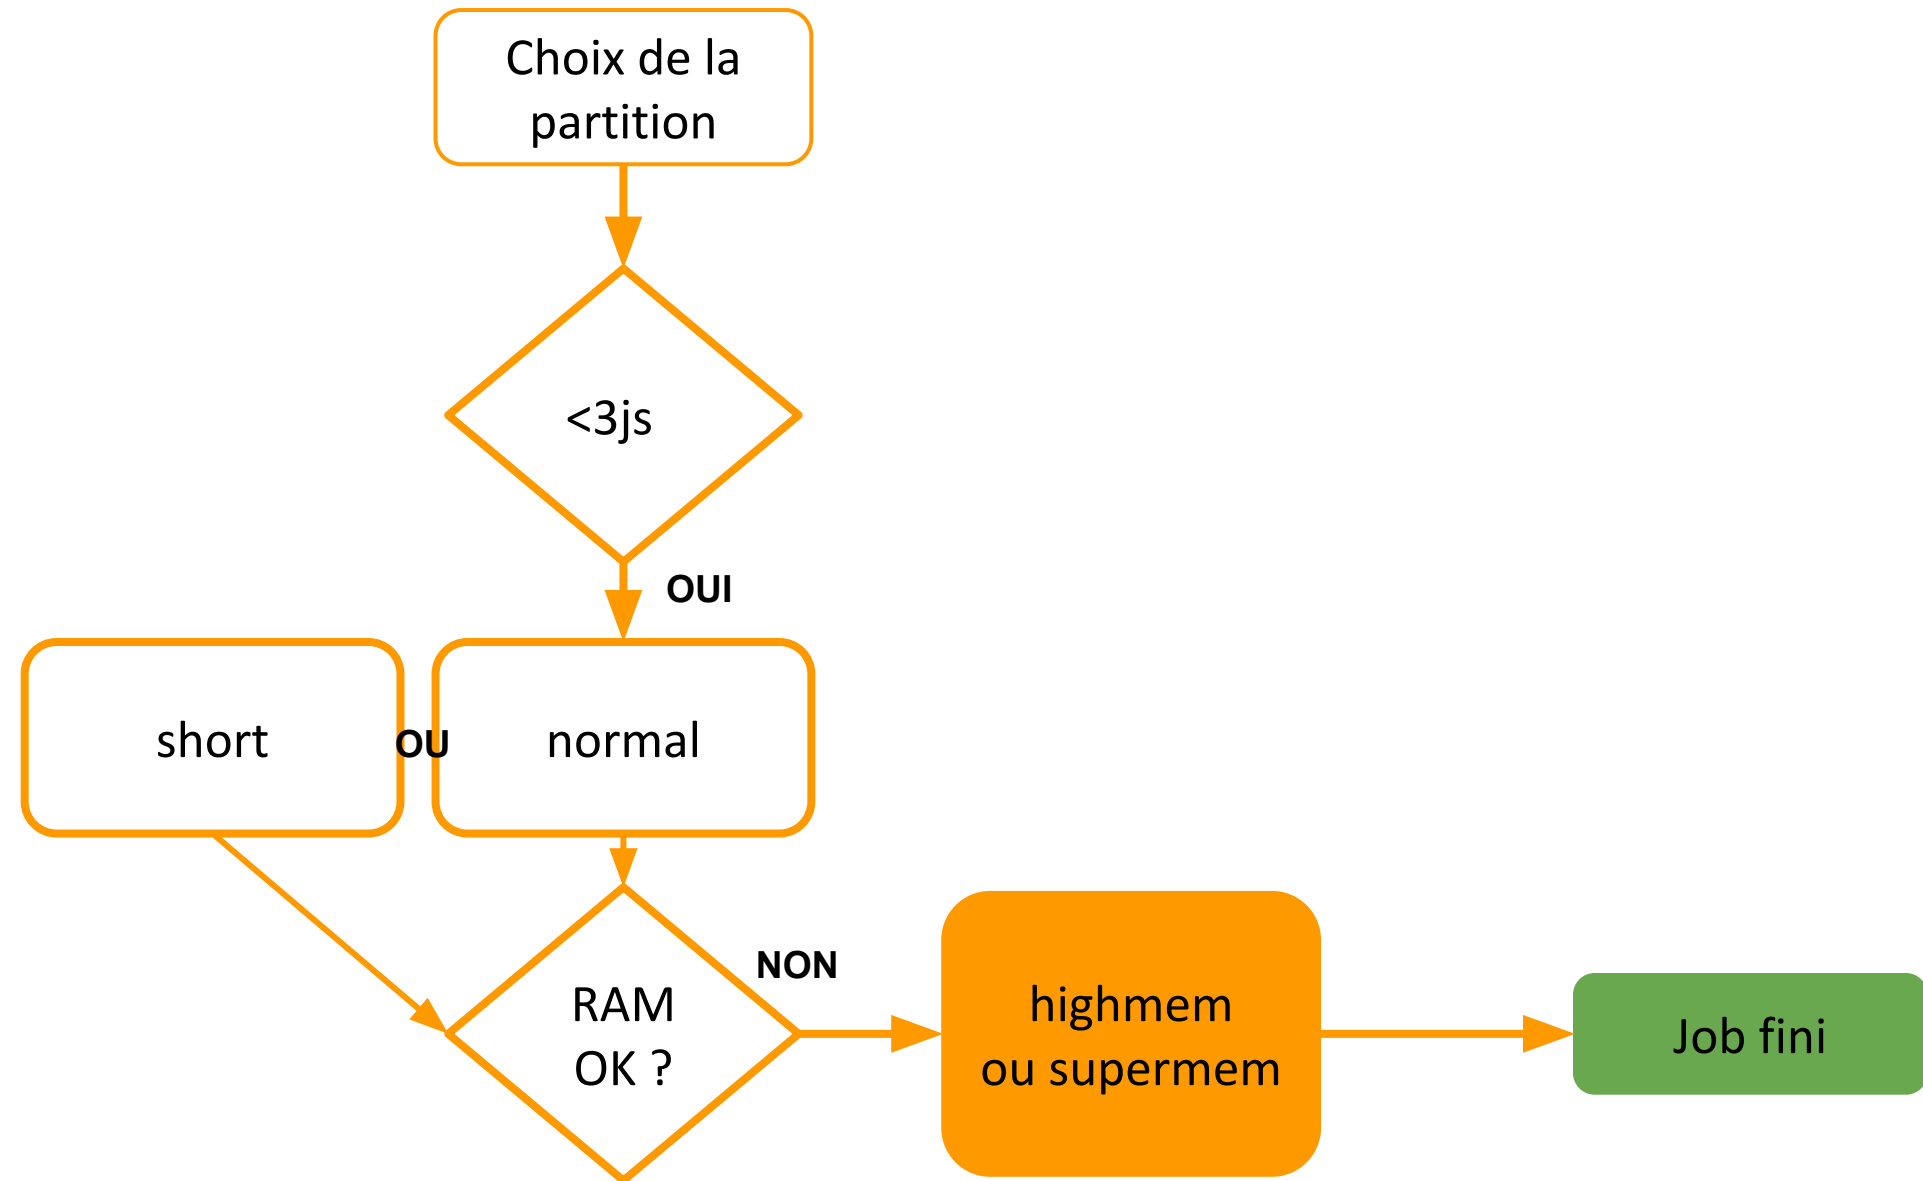 Choix de la
partition
<3js
OUI
short
OU
normal
NON
RAM
OK ?
highmem
ou supermem
Job fini